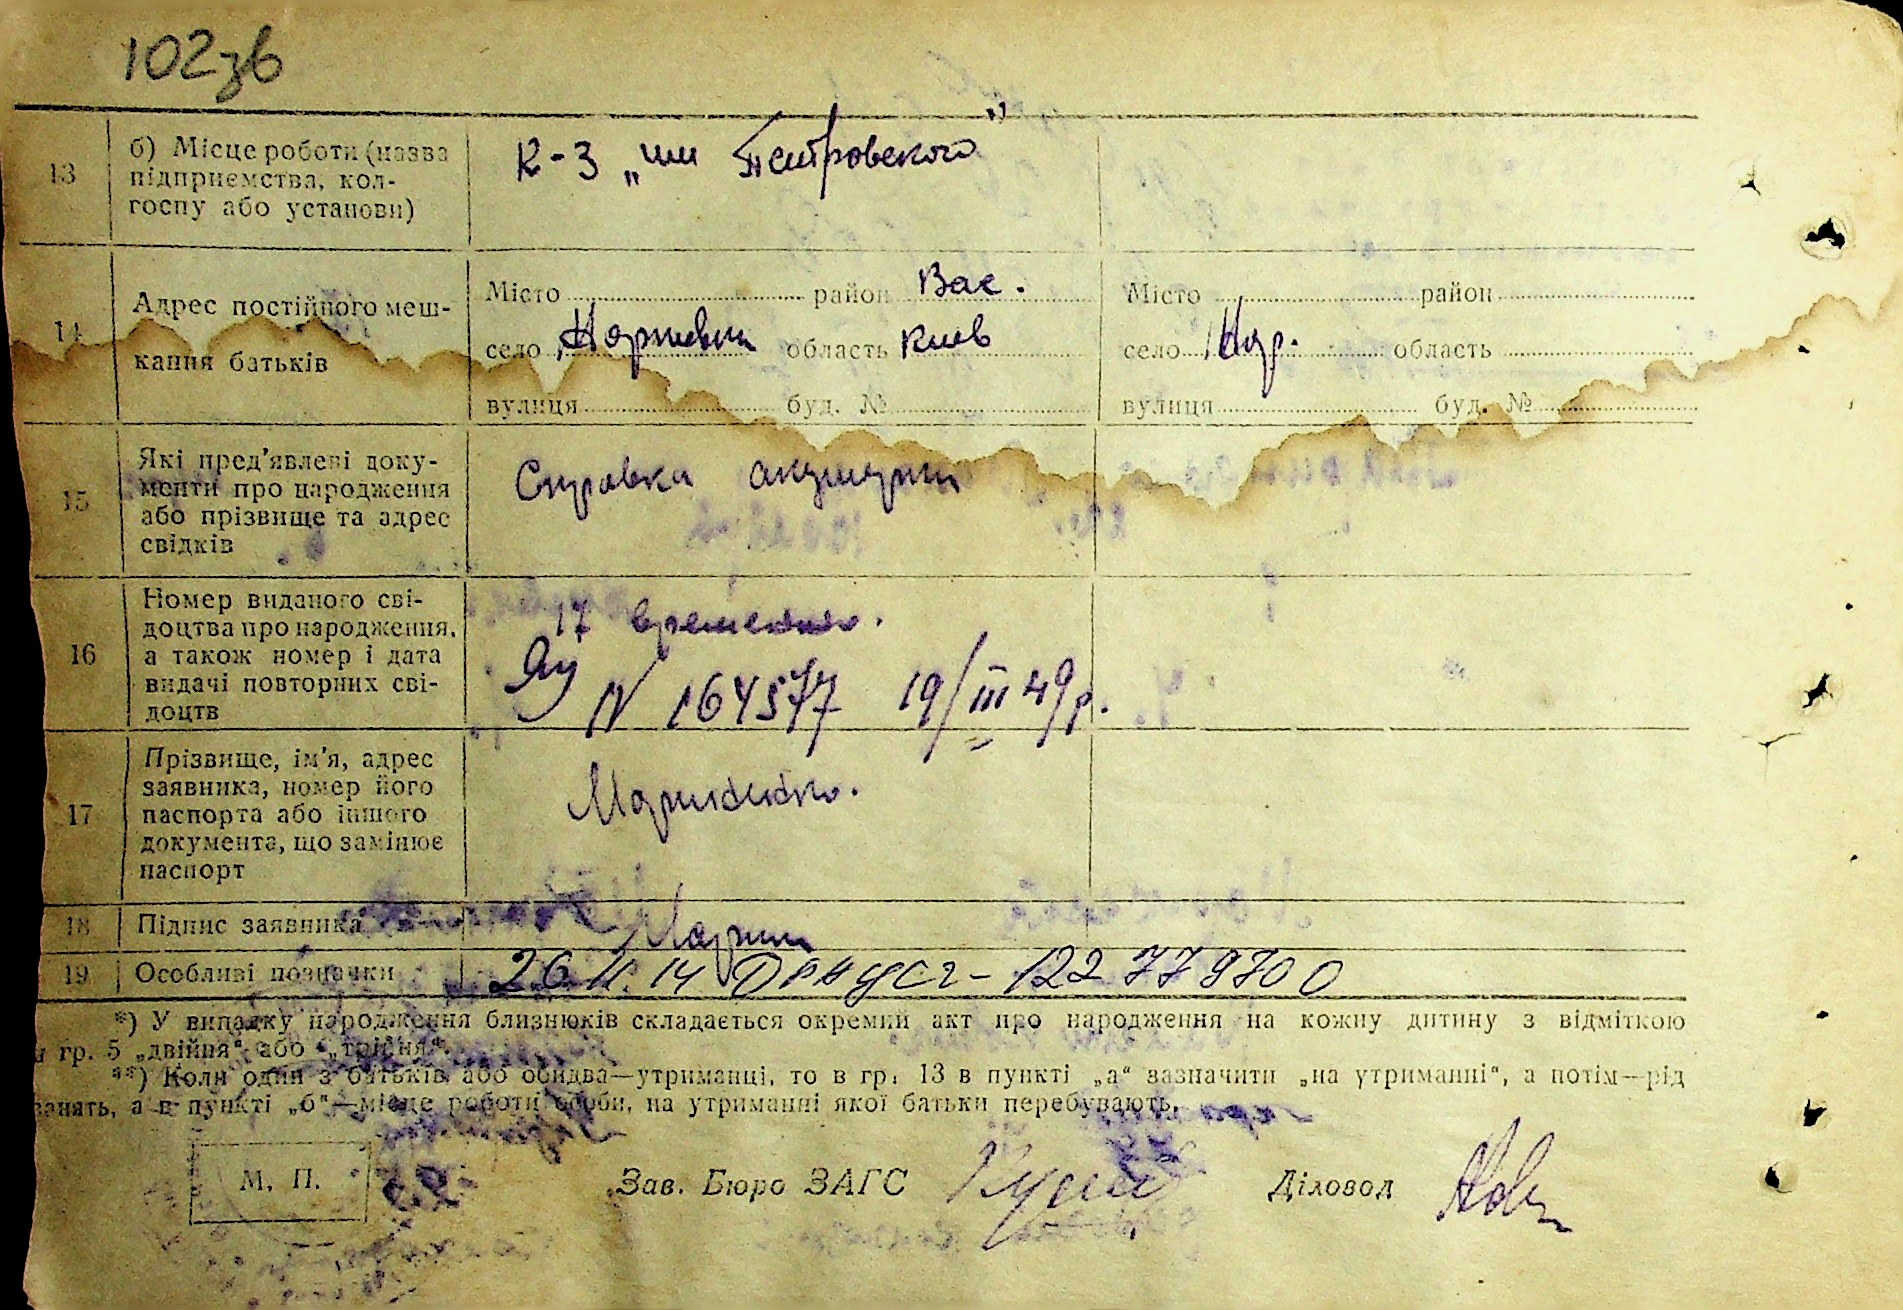 102зв
13
б) Місце роботи (назва
підприємства, кол-
госпу або установи)
К-З „им Петровского"
14
Адрес постійного меш-
кання батьків
Місто район Вас.
село область Киев
вулиця буд. №
Місто район
село область
вулиця буд. №
15
Які пред'явлені доку-
менти про народження
або прізвище та адрес
свідків
Справка акушерки
16
Номер виданого сві-
доцтва про народження,
а також номер і дата
видачі повторних сві-
доцтв
17 временно.
N 164577 19/III 49р.
17
Прізвище, ім'я, адрес
заявника, номер його
паспорта або іншого
документа, що замінює
паспорт
18 Підпис заявника
19 Особливі позначки 26.11.14 ДРАЦСг - 122779700
*) У випадку народження близнюків складається окремий акт про народження на кожну дитину з відміткою
гр. 5 „двійня“ або „трійня“.
**) Коли один з батьків або обидва—утриманці, то в гр. 13 в пункті „а“ зазначити „на утриманні“, а потім—рід
занять, а в пункті „б“—місце роботи особи, на утриманні якої батьки перебувають.
М. П. Зав. Бюро ЗАГС Діловод